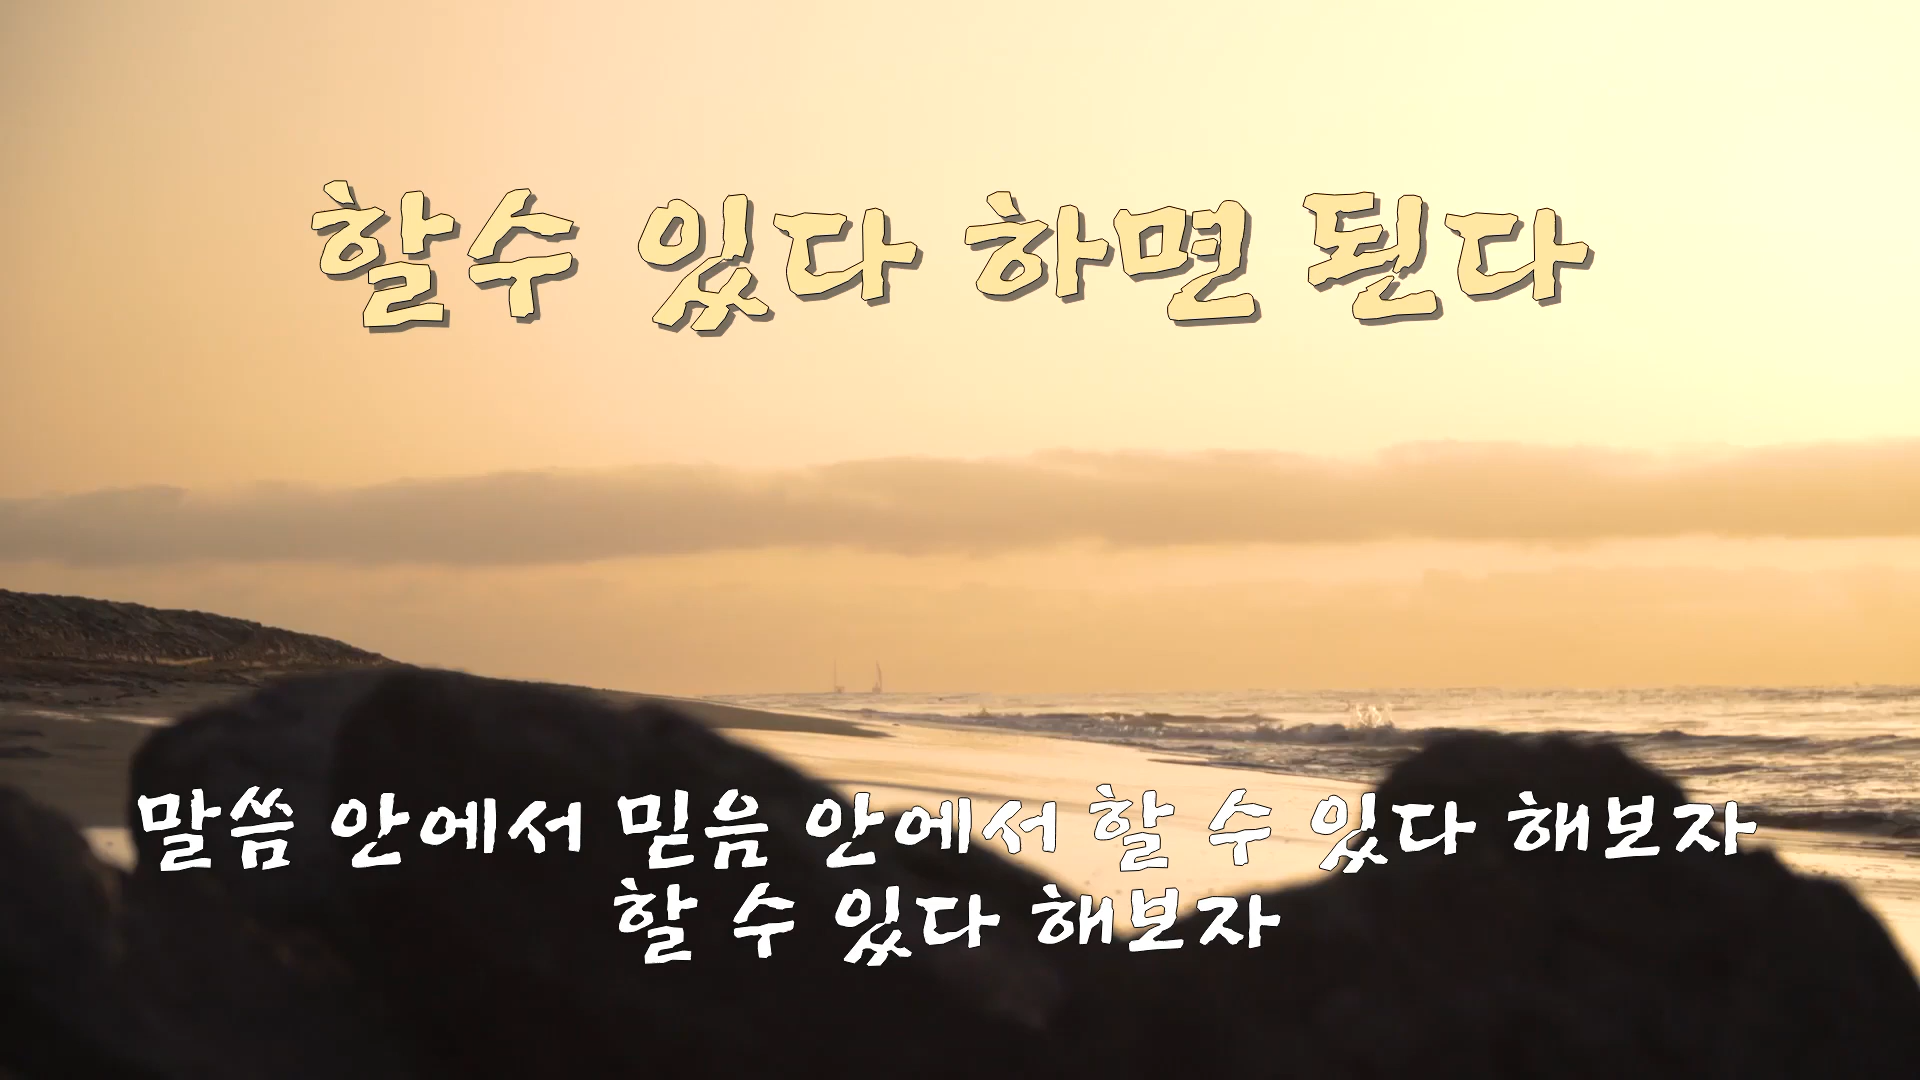 할수 있다 하면 된다
말씀 안에서 믿음 안에서 할 수 있다 해보자
할 수 있다 해보자